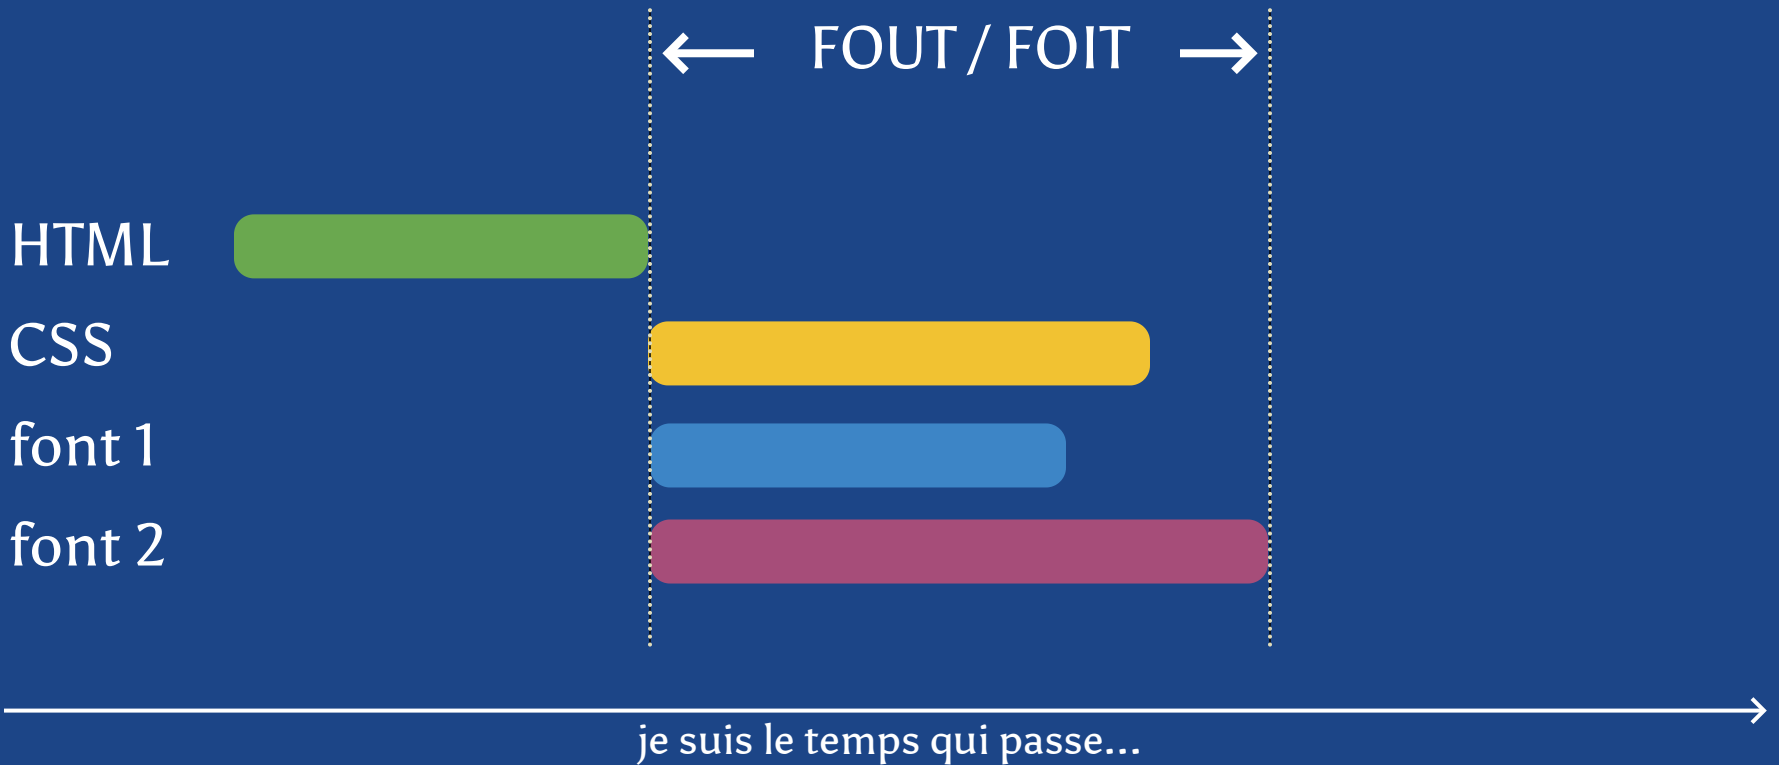 FOUT / FOIT
HTML
CSS
font 1
font 2
je suis le temps qui passe...